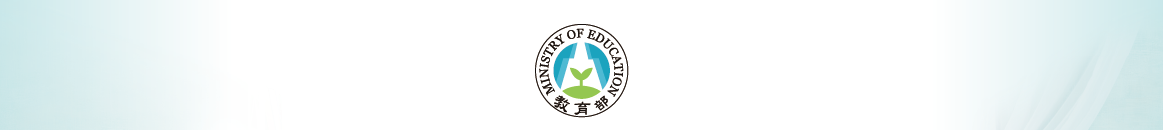 MINISTRY OF EDUCATION
教育部